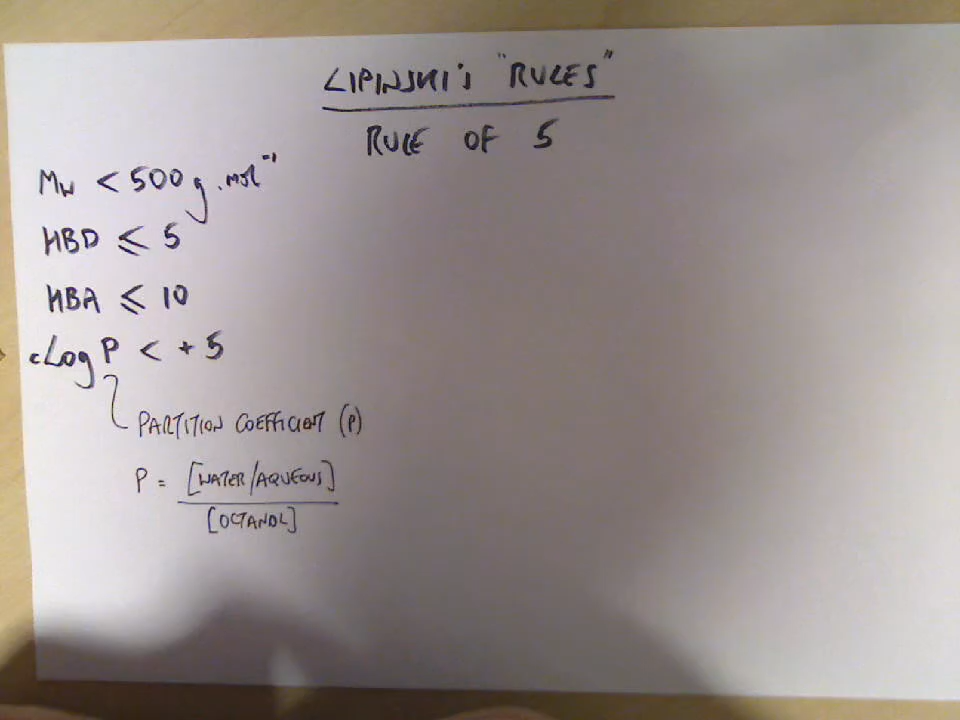 LIPINSKI'S "RULES"
RULE OF 5
Mw < 500 g.mol⁻¹
HBD ⩽ 5
HBA ⩽ 10
cLog P < + 5
PARTITION COEFFICIENT (P)
P = [WATER/AQUEOUS]
[OCTANOL]